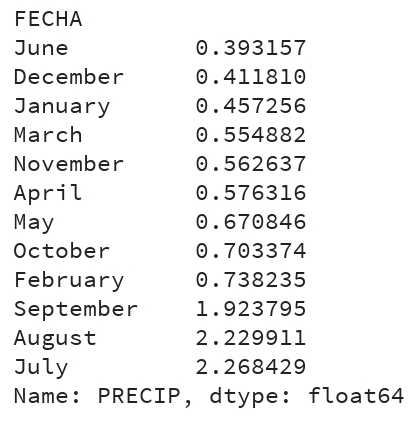 FECHA
June         0.393157
December     0.411810
January      0.457256
March        0.554882
November     0.562637
April        0.576316
May          0.670846
October      0.703374
February     0.738235
September    1.923795
August       2.229911
July         2.268429
Name: PRECIP, dtype: float64